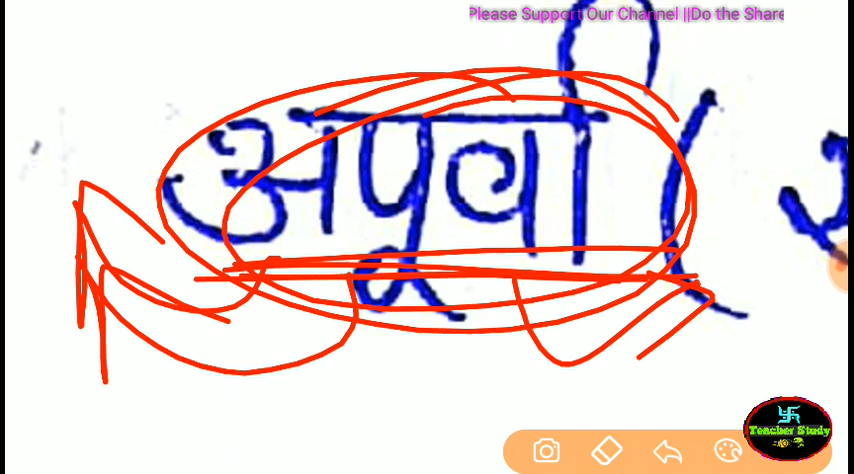 Please Support Our Channel ||Do the Share
अपूर्वा (
Teacher Study